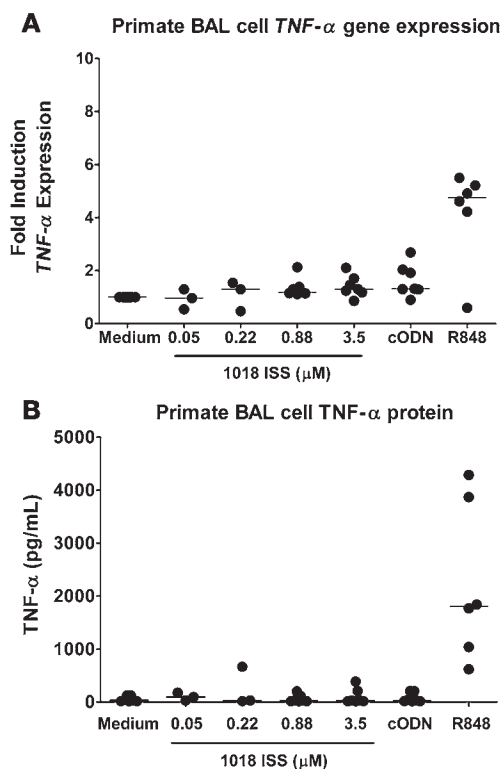 A
Primate BAL cell TNF-α gene expression
Fold Induction
TNF-α Expression
10
8
6
4
2
0
Medium 0.05 0.22 0.88 3.5 cODN R848
1018 ISS (μM)
B
Primate BAL cell TNF-α protein
TNF-α (pg/mL)
5000
4000
3000
2000
1000
0
Medium 0.05 0.22 0.88 3.5 cODN R848
1018 ISS (μM)